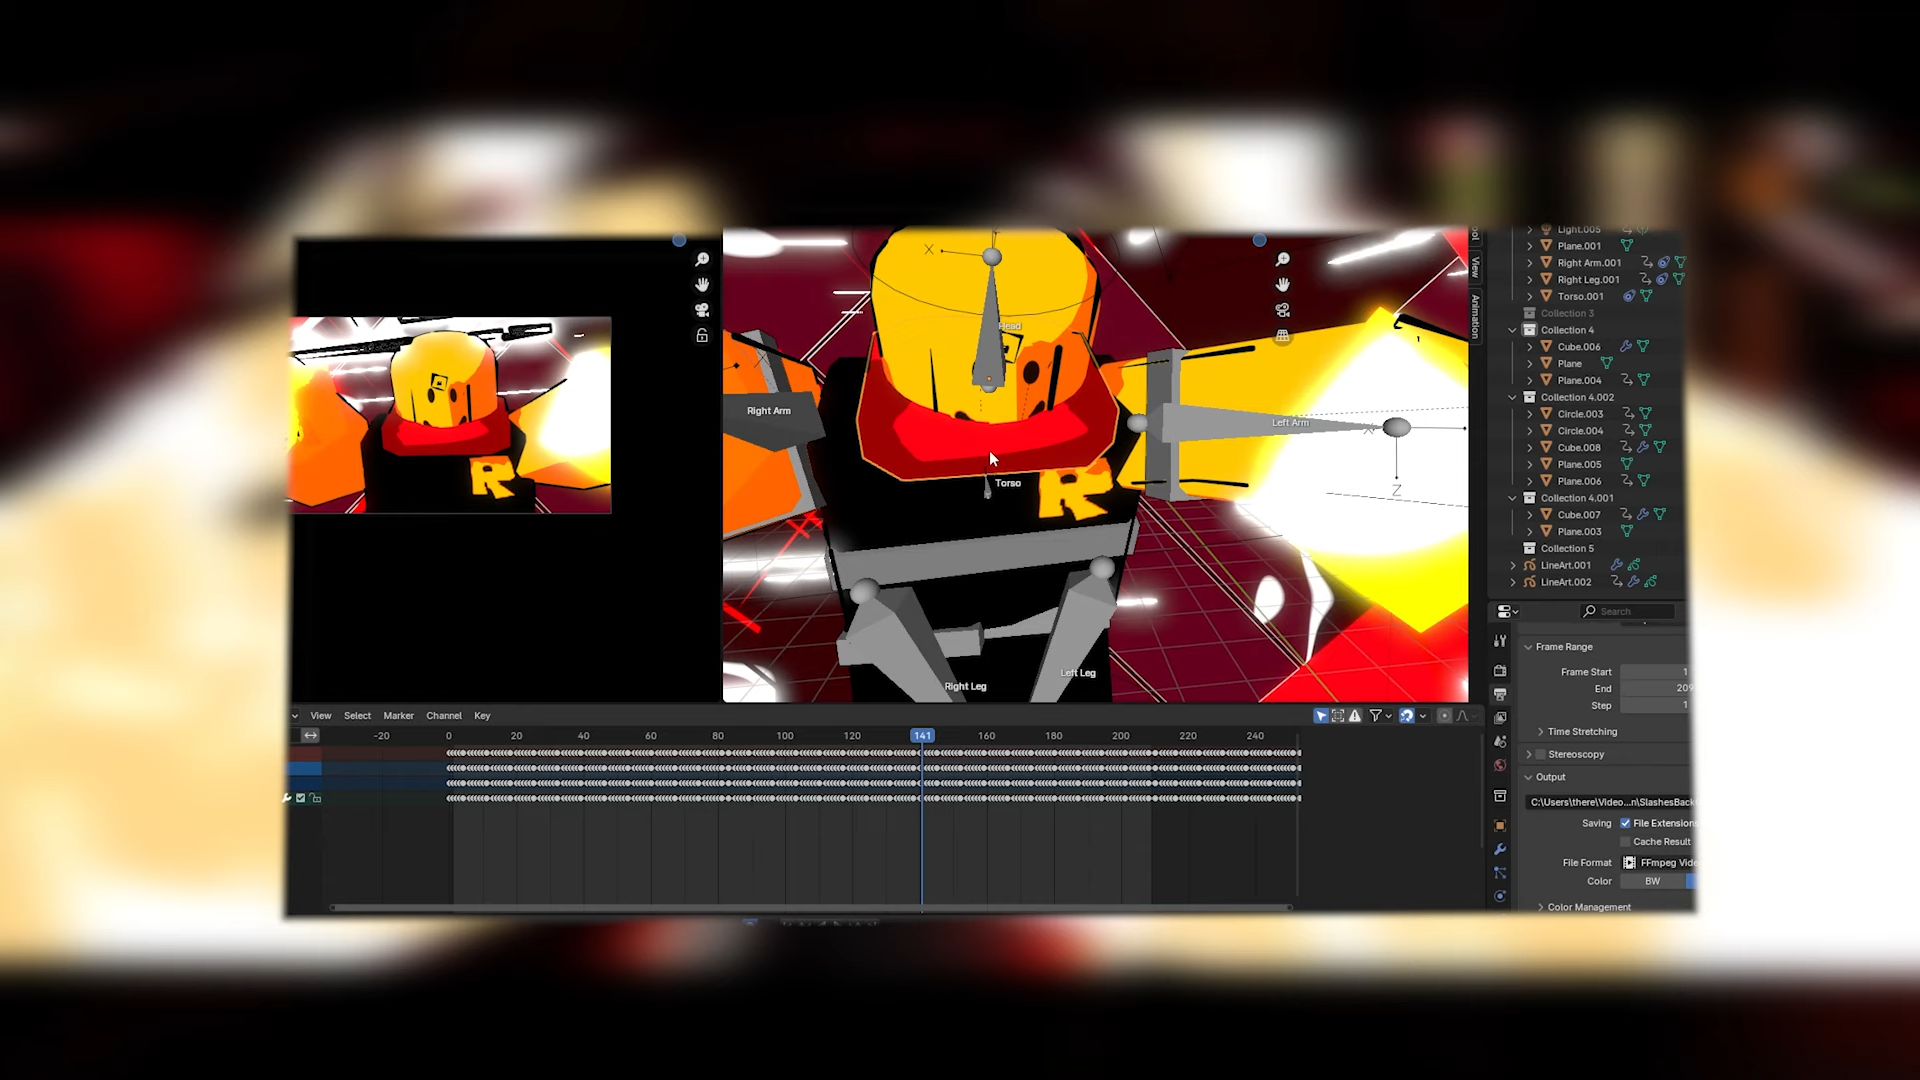 Light.005
Plane.001
Right Arm.001
Right Leg.001
Torso.001
Collection 3
Collection 4
Cube.006
Plane
Plane.004
Collection 4.002
Circle.003
Circle.004
Cube.008
Plane.005
Plane.006
Collection 4.001
Cube.007
Plane.003
Collection 5
LineArt.001
LineArt.002
View
Animation
X
Head
Right Arm
Left Arm
Z
Torso
R
R
Right Leg
Left Leg
Search
Frame Range
Frame Start 1
End 209
Step 1
Time Stretching
Stereoscopy
Output
C:\Users\there\Video...n\SlashesBack
Saving File Extensions
Cache Result
File Format FFmpeg Vide
Color BW
Color Management
View Select Marker Channel Key
-20 0 20 40 60 80 100 120 141 160 180 200 220 240